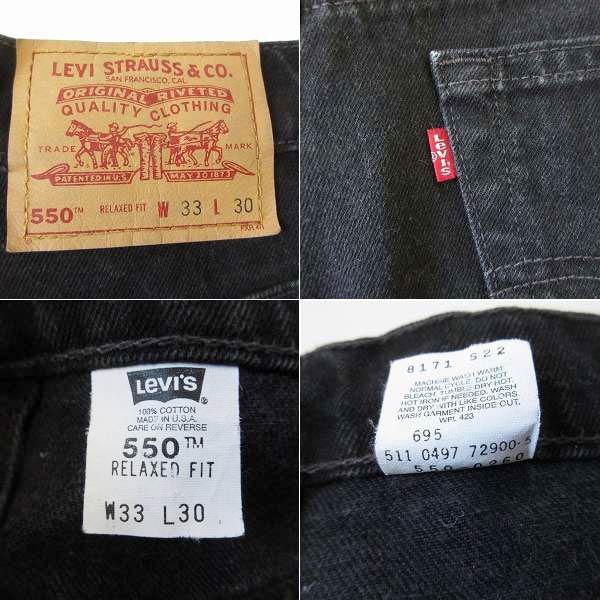 LEVI STRAUSS & CO.
SAN FRANCISCO, CAL.
ORIGINAL RIVETED
QUALITY CLOTHING
TRADE MARK
PATENTED IN U.S. MAY 20 1873
550™ RELAXED FIT W 33 L 30
Levi's
Levi's
100% COTTON
MADE IN U.S.A.
CARE ON REVERSE
550™
RELAXED FIT
W33 L30
8171 522
MACHINE WASH WARM
NORMAL CYCLE. DO NOT
BLEACH. TUMBLE DRY HOT.
HOT IRON IF NEEDED. WASH
AND DRY WITH LIKE COLORS.
WASH GARMENT INSIDE OUT.
WPL 423
695
511 0497 72900-5
550 0260